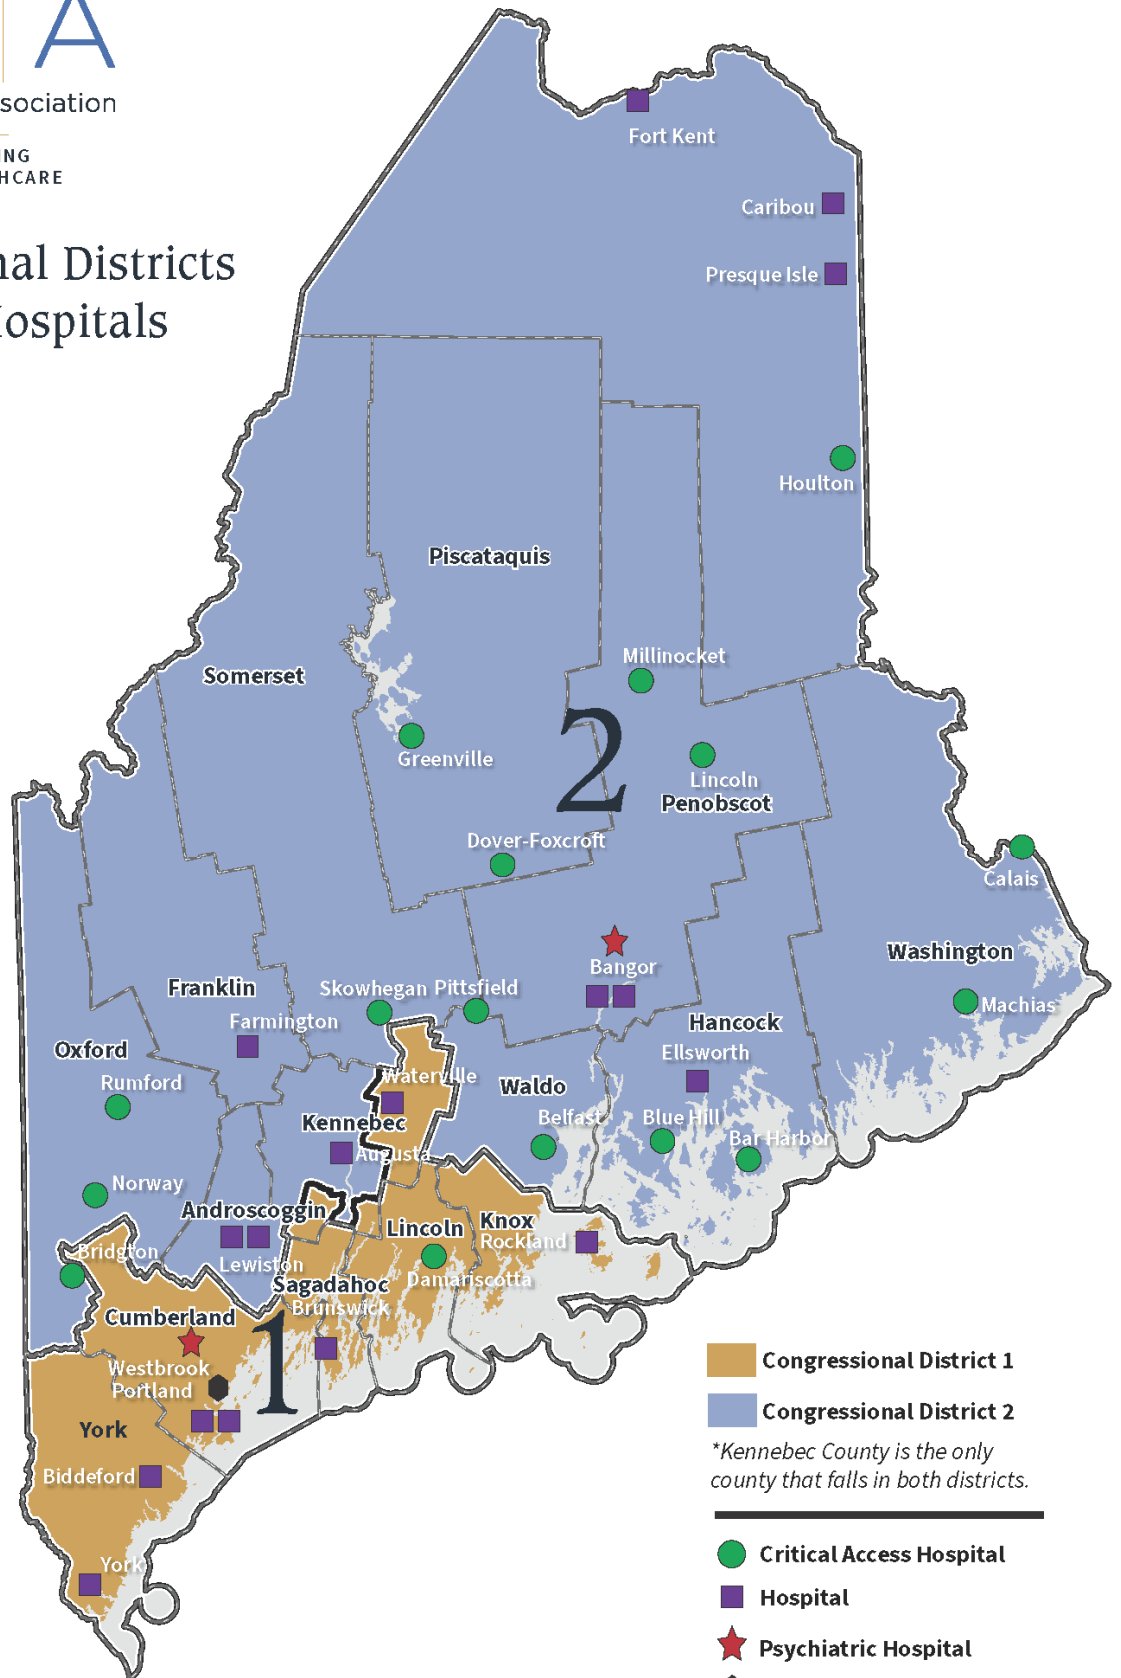 A
sociation
NG
HCARE
nal Districts
Hospitals
Fort Kent
Caribou
Presque Isle
Houlton
Piscataquis
Millinocket
Somerset
2
Greenville
Lincoln
Penobscot
Dover-Foxcroft
Calais
Washington
Bangor
Franklin
Skowhegan
Pittsfield
Machias
Farmington
Hancock
Oxford
Ellsworth
Rumford
Waterville
Waldo
Kennebec
Belfast
Blue Hill
Bar Harbor
Augusta
Norway
Androscoggin
Lincoln
Knox
Rockland
Bridgton
Lewiston
Sagadahoc
Damariscotta
Brunswick
Cumberland
1
Westbrook
Portland
York
Biddeford
York
Congressional District 1
Congressional District 2
*Kennebec County is the only
county that falls in both districts.
Critical Access Hospital
Hospital
Psychiatric Hospital